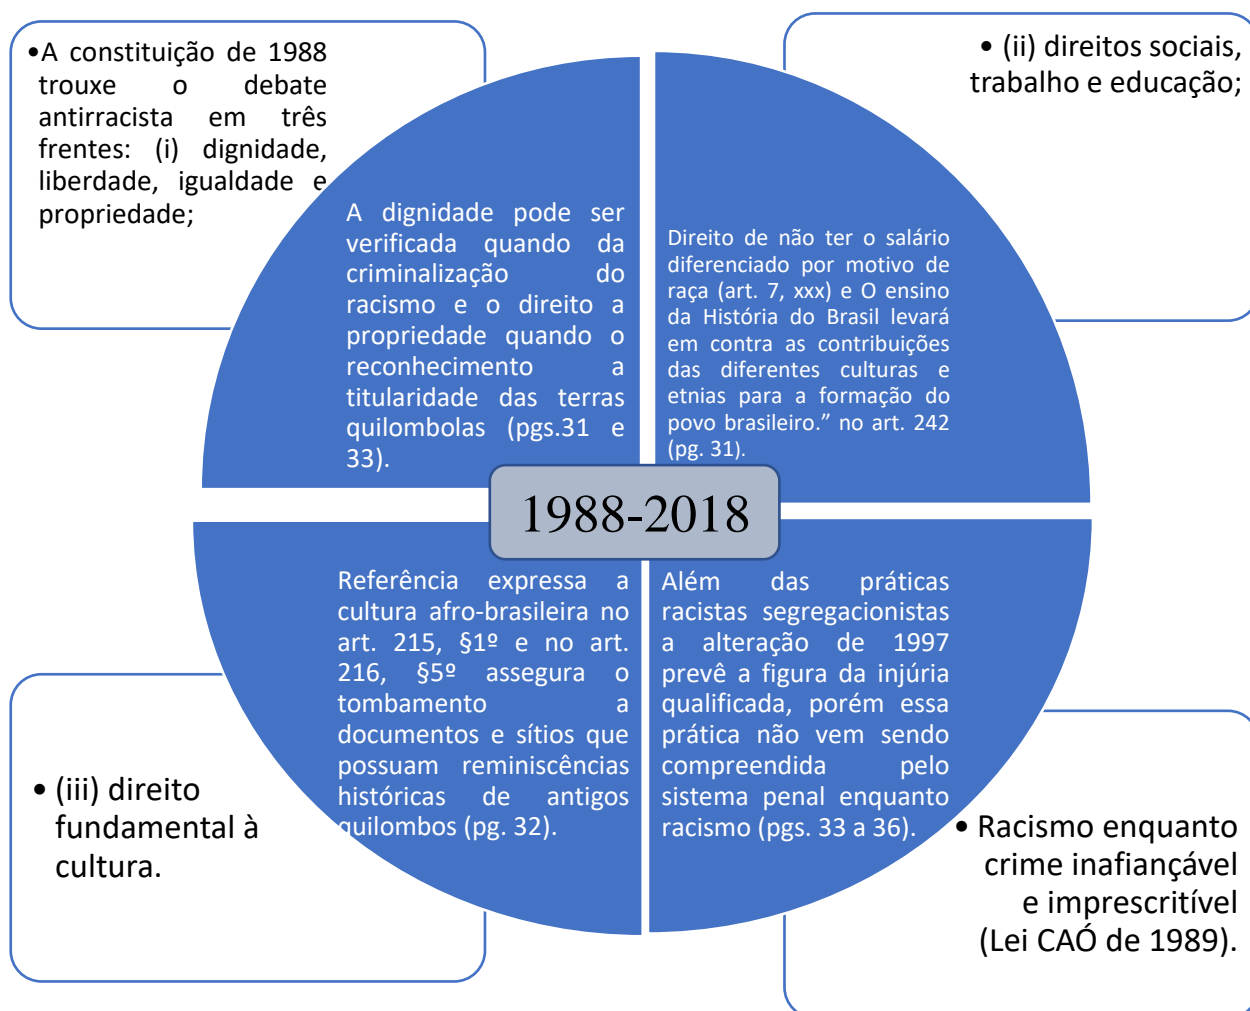 •A constituição de 1988
trouxe o debate
antirracista em três
frentes: (i) dignidade,
liberdade, igualdade e
propriedade;
A dignidade pode ser
verificada quando da
criminalização do
racismo e o direito a
propriedade quando o
reconhecimento a
titularidade das terras
quilombolas (pgs.31 e
33).
• (ii) direitos sociais,
trabalho e educação;
Direito de não ter o salário
diferenciado por motivo de
raça (art. 7, xxx) e O ensino
da História do Brasil levará
em contra as contribuições
das diferentes culturas e
etnias para a formação do
povo brasileiro.” no art. 242
(pg. 31).
1988-2018
Referência expressa a
cultura afro-brasileira no
art. 215, §1º e no art.
216, §5º assegura o
tombamento a
documentos e sítios que
possuam reminiscências
históricas de antigos
quilombos (pg. 32).
• (iii) direito
fundamental à
cultura.
Além das práticas
racistas segregacionistas
a alteração de 1997
prevê a figura da injúria
qualificada, porém essa
prática não vem sendo
compreendida pelo
sistema penal enquanto
racismo (pgs. 33 a 36).
• Racismo enquanto
crime inafiançável
e imprescritível
(Lei CAÓ de 1989).